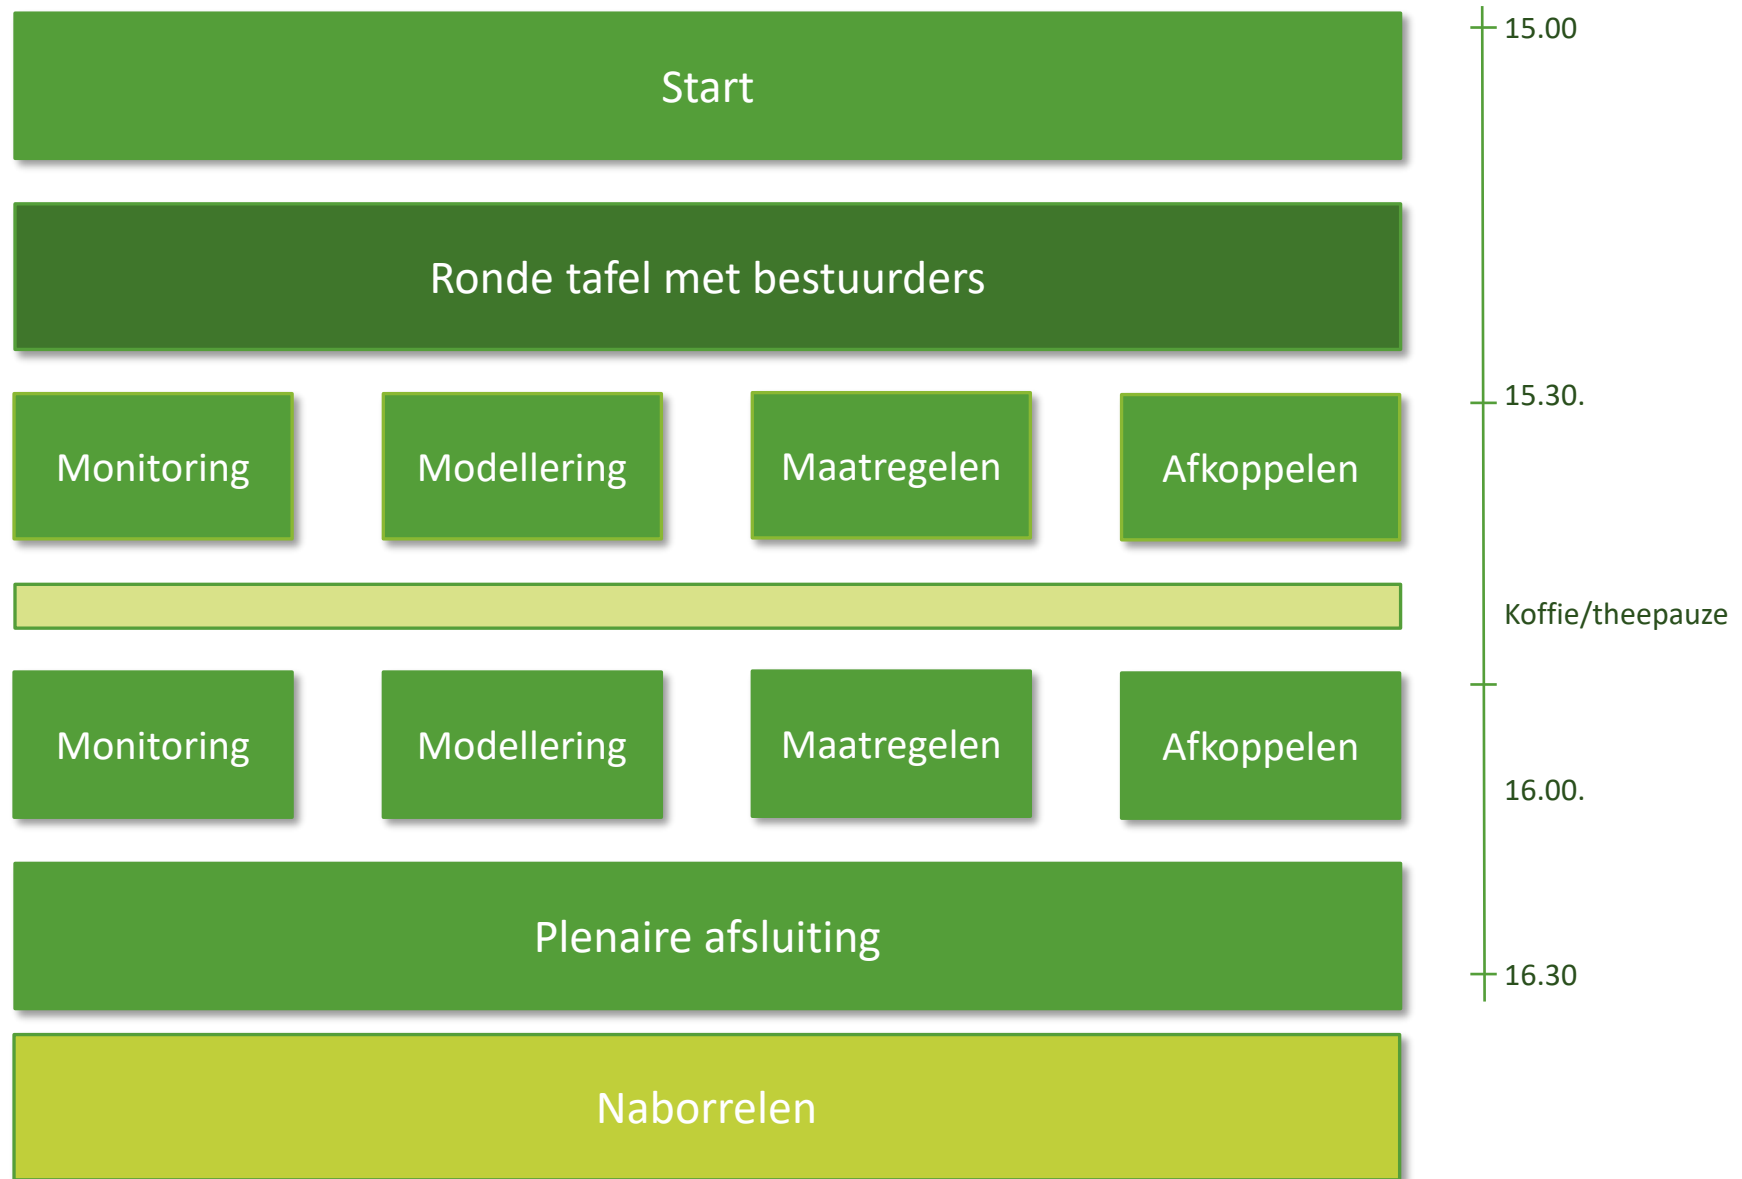 Start
15.00
Ronde tafel met bestuurders
15.30.
Monitoring
Modellering
Maatregelen
Afkoppelen
Koffie/theepauze
Monitoring
Modellering
Maatregelen
Afkoppelen
16.00.
Plenaire afsluiting
16.30
Naborrelen